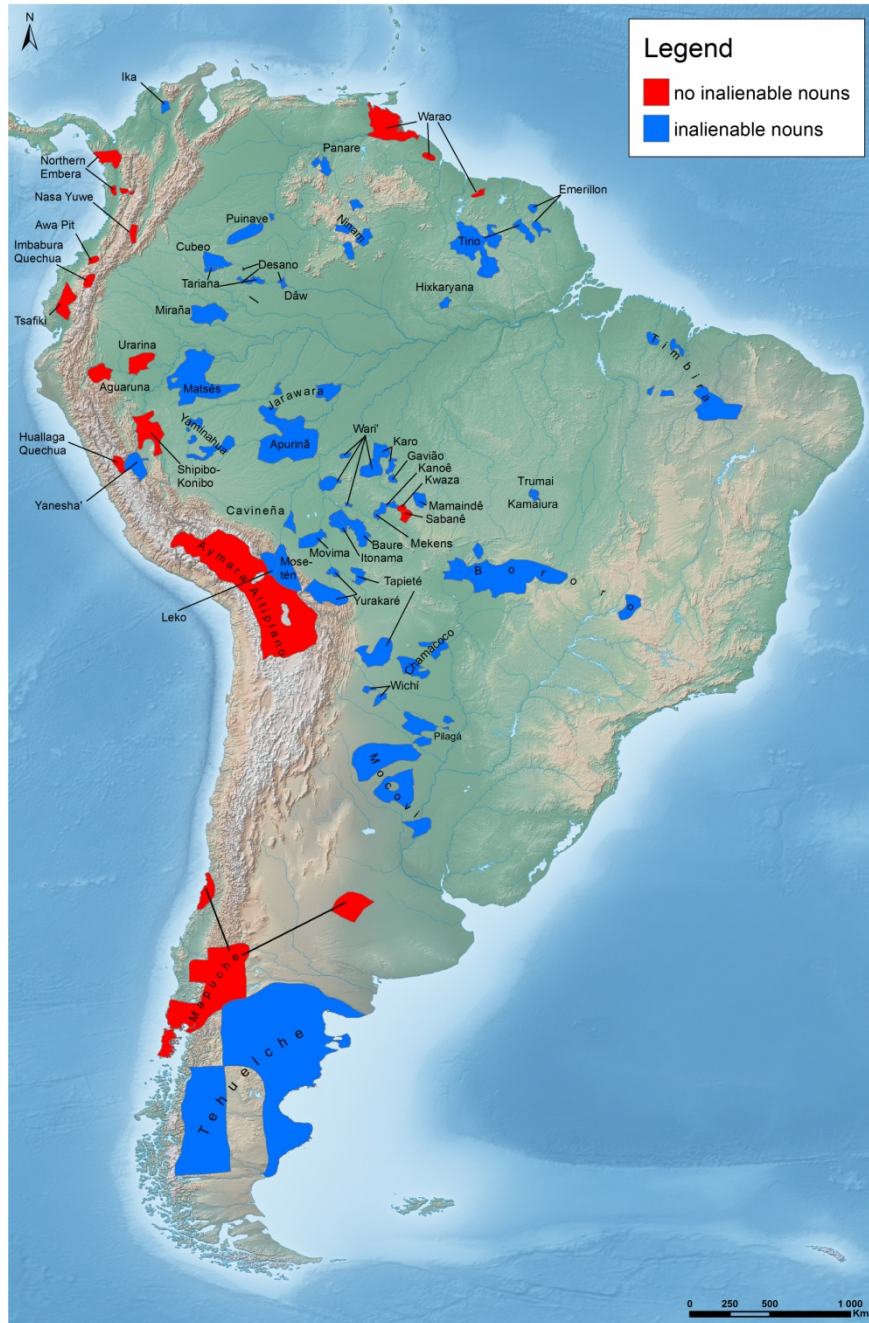 N
Legend
no inalienable nouns
inalienable nouns
Ika
Warao
Northern
Embera
Panare
Nasa Yuwe
Emerillon
Awa Pit
Puinave
Ninam
Imbabura
Quechua
Cubeo
Desano
Tirio
Tariana
Dâw
Hixkaryana
Tsafiki
Miraña
Urarina
Timbira
Aguaruna
Matsés
Jarawara
Yaminahua
Wari'
Karo
Huallaga
Quechua
Apurinã
Gavião
Shipibo-
Konibo
Kanoê
Kwaza
Trumai
Kamaiura
Yanesha'
Mamaindê
Sabanê
Cavineña
Mekens
Movima
Baure
Itonama
Aymara Altiplano
Mose-
tén
Tapieté
Bororo
Leko
Yurakaré
Chamacoco
Wichí
Pilagá
Mocoví
Mapuche
Tehuelche
0 250 500 1 000
Km